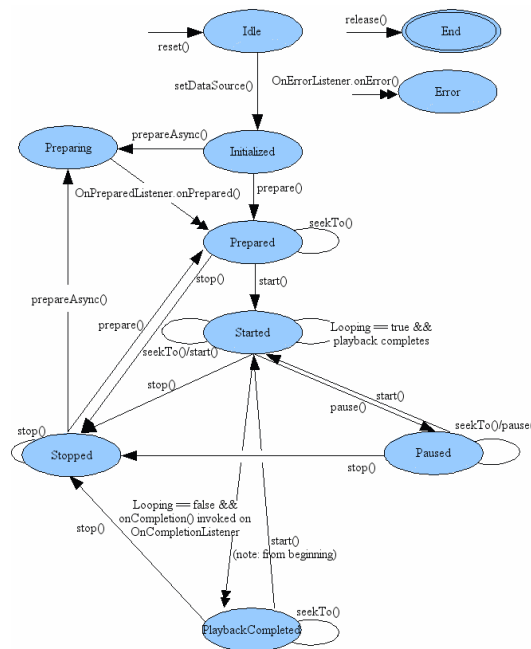 Idle
reset()
release()
End
setDataSource()
OnErrorListener.onError()
Error
Preparing
prepareAsync()
Initialized
OnPreparedListener.onPrepared()
prepare()
Prepared
seekTo()
prepareAsync()
prepare()
stop()
start()
Started
Looping == true &&
playback completes
seekTo()/start()
stop()
start()
pause()
stop()
Stopped
seekTo()/pause()
Paused
stop()
Looping == false &&
onCompletion() invoked on
OnCompletionListener
stop()
start()
(note: from beginning)
PlaybackCompleted
seekTo()